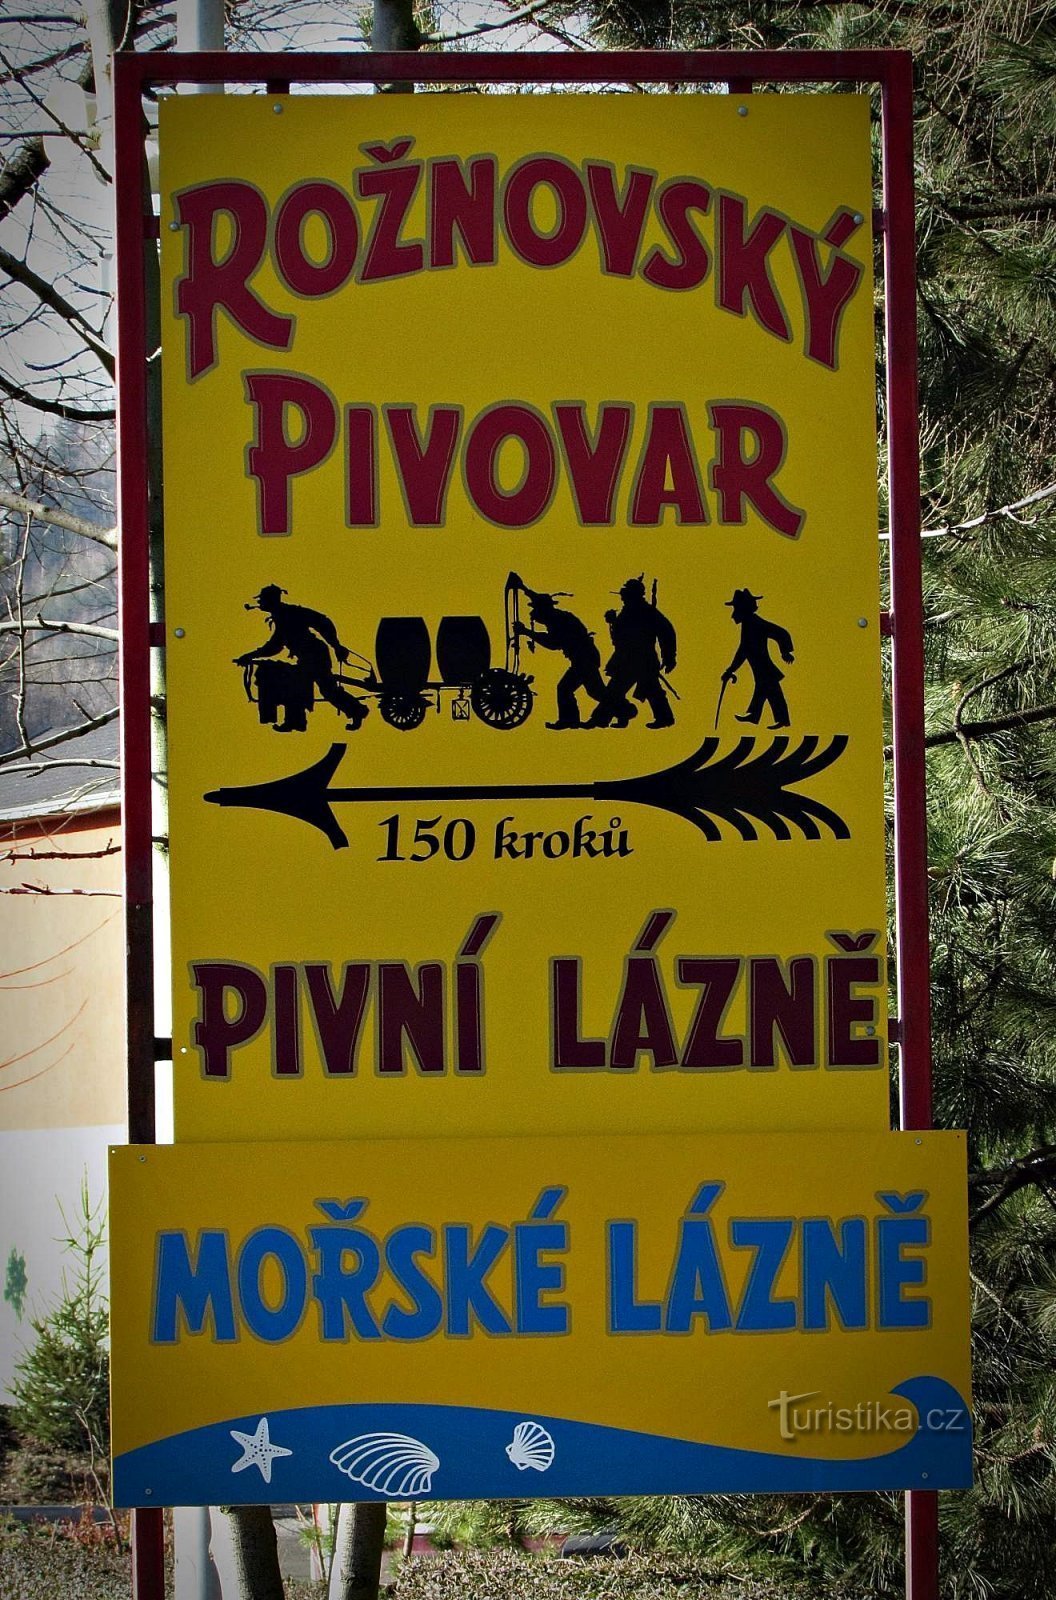 ROŽNOVSKÝ
PIVOVAR
150 kroků
PIVNÍ LÁZNĚ
MOŘSKÉ LÁZNĚ
Turistika.cz